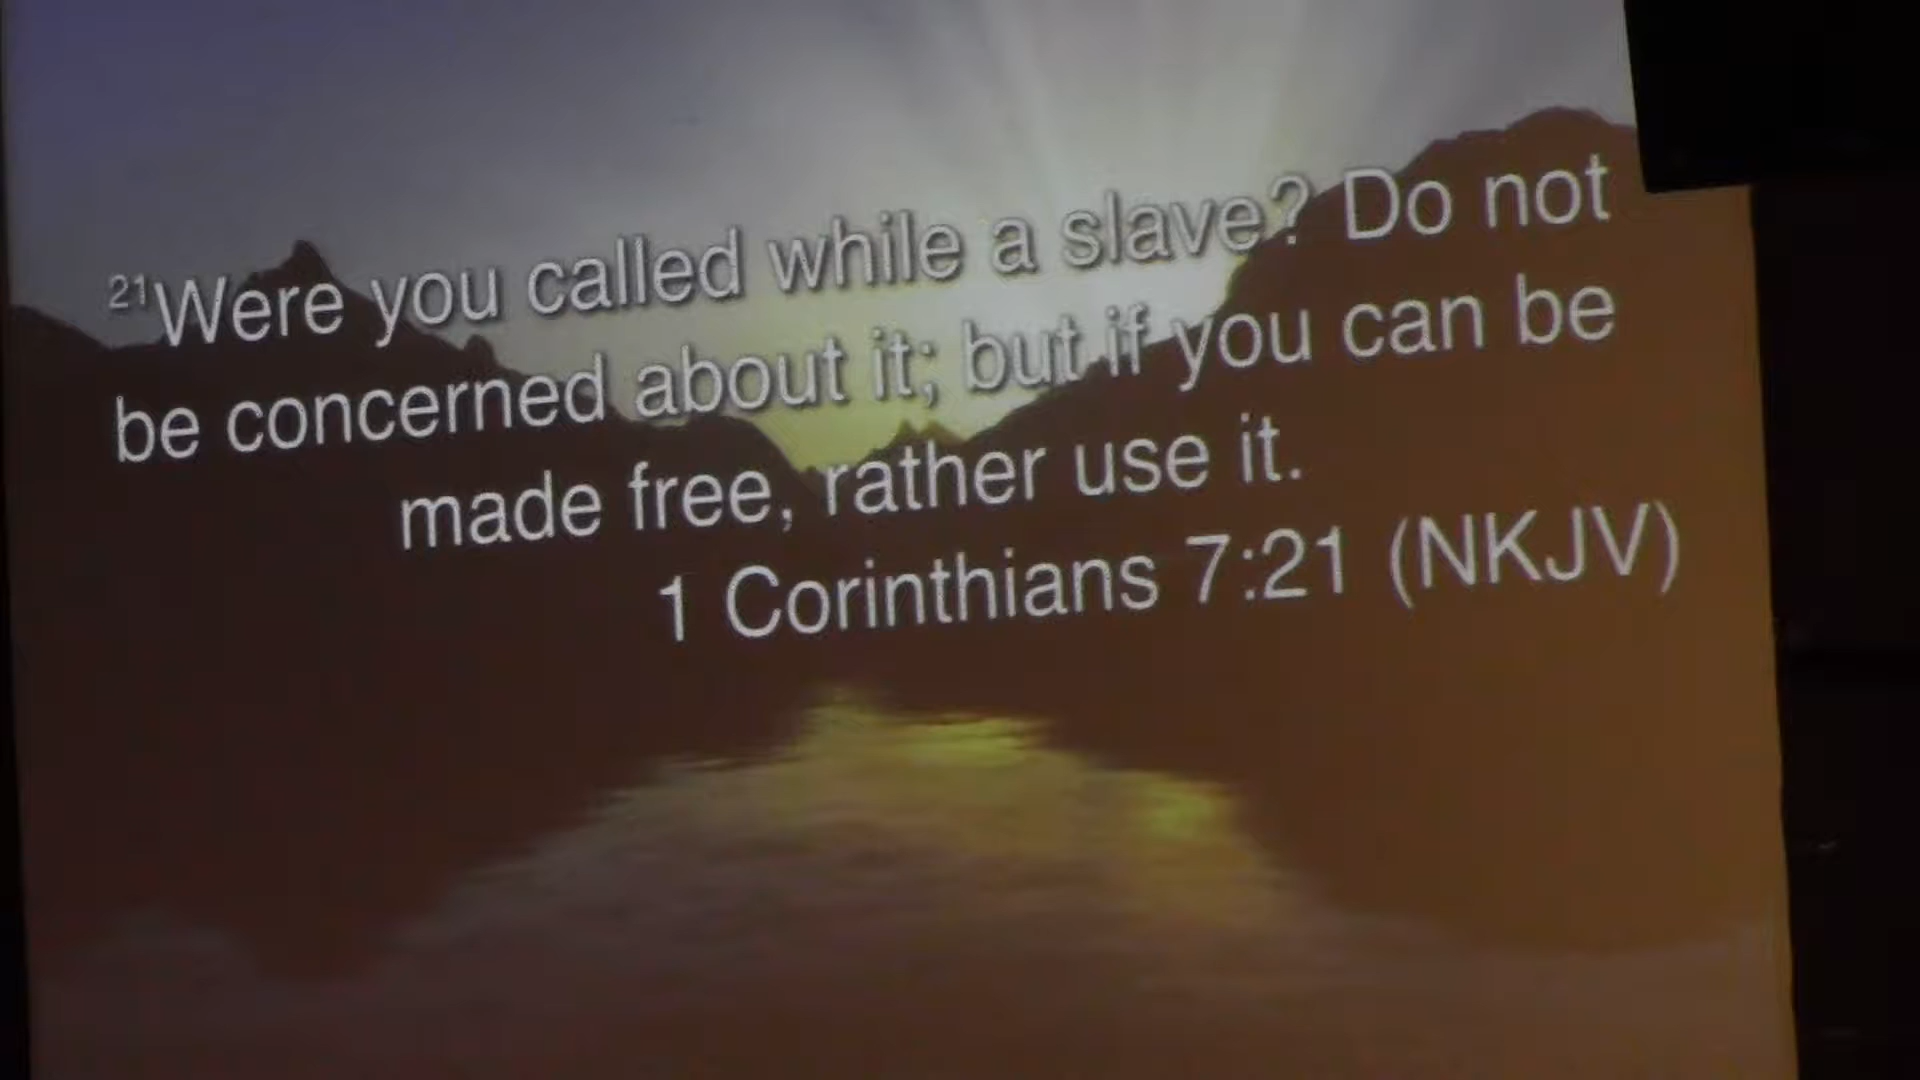 21Were you called while a slave? Do not
be concerned about it; but if you can be
made free, rather use it.
1 Corinthians 7:21 (NKJV)